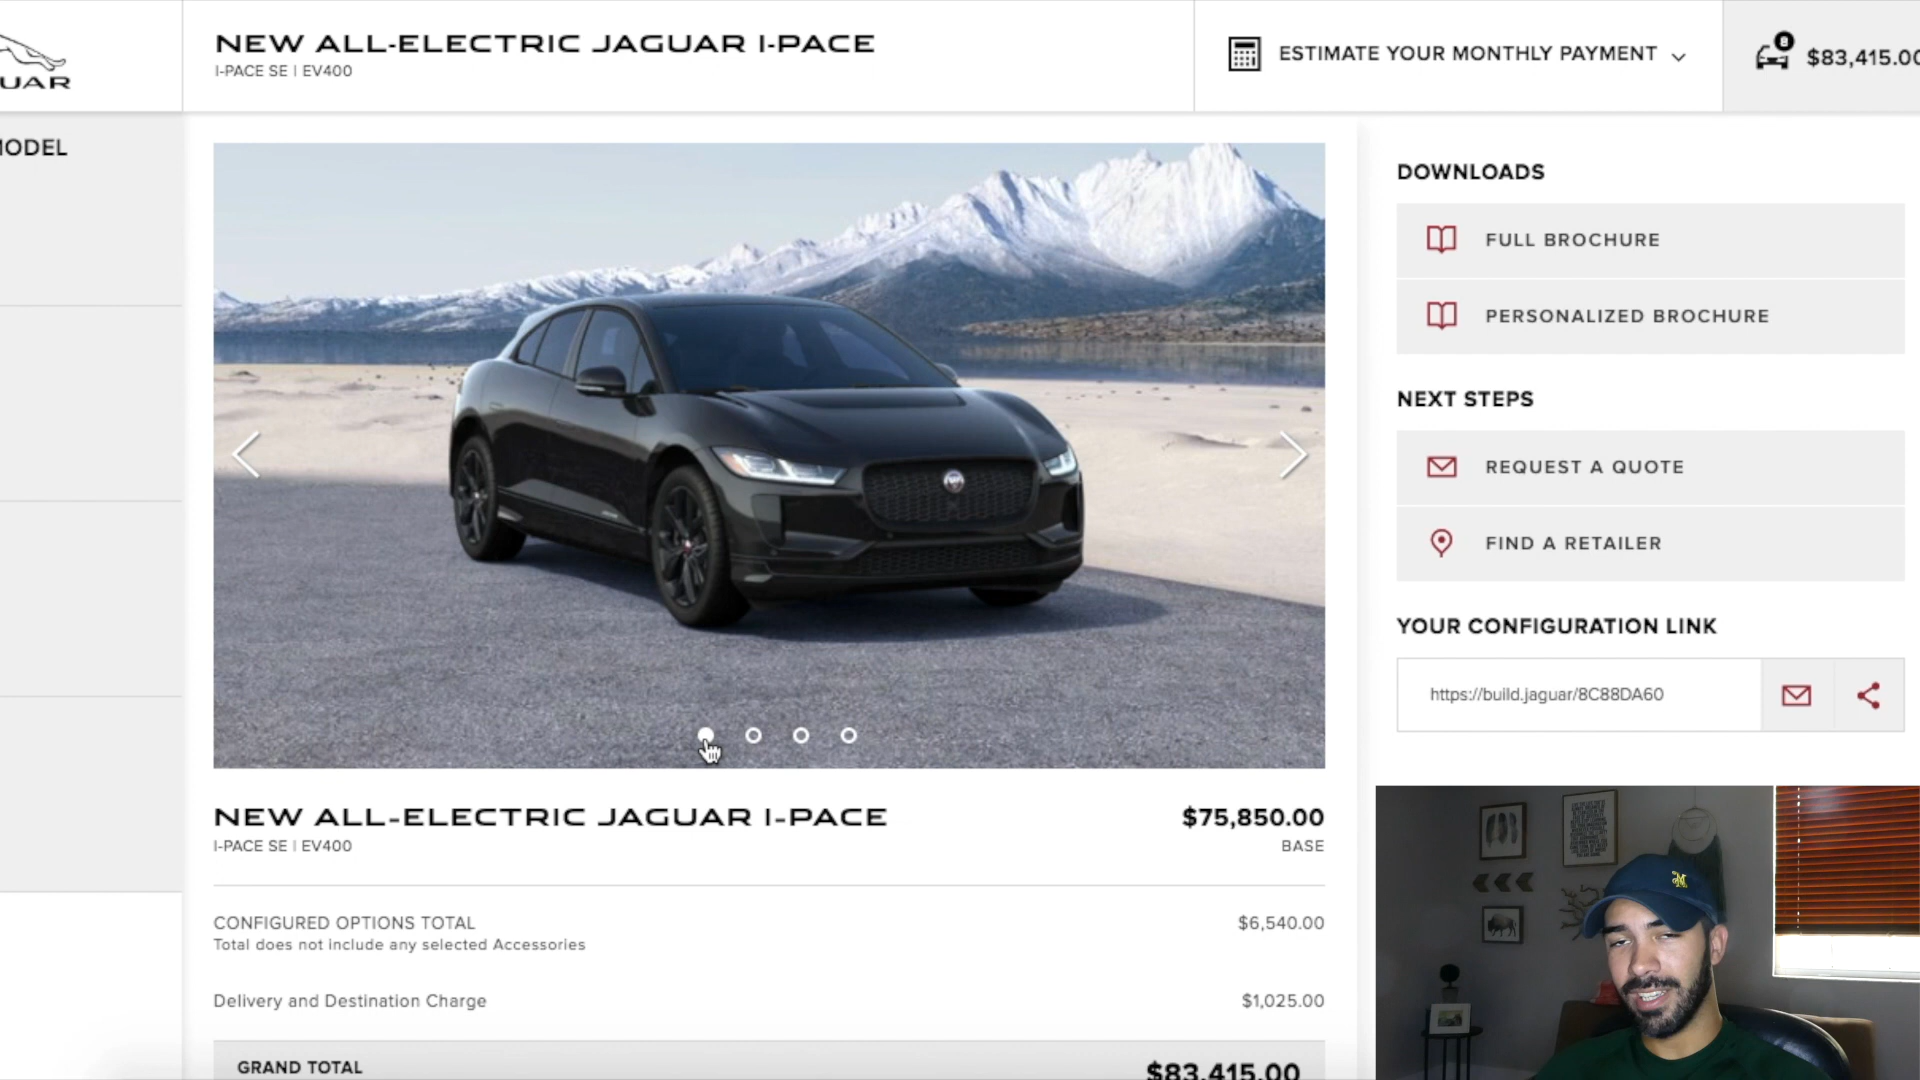 UAR
NEW ALL-ELECTRIC JAGUAR I-PACE
I-PACE SE | EV400
ESTIMATE YOUR MONTHLY PAYMENT
8
$83,415.00
MODEL
DOWNLOADS
FULL BROCHURE
PERSONALIZED BROCHURE
NEXT STEPS
REQUEST A QUOTE
FIND A RETAILER
YOUR CONFIGURATION LINK
https://build.jaguar/8C88DA60
NEW ALL-ELECTRIC JAGUAR I-PACE
$75,850.00
I-PACE SE | EV400
BASE
CONFIGURED OPTIONS TOTAL
$6,540.00
Total does not include any selected Accessories
Delivery and Destination Charge
$1,025.00
GRAND TOTAL
$83,415.00